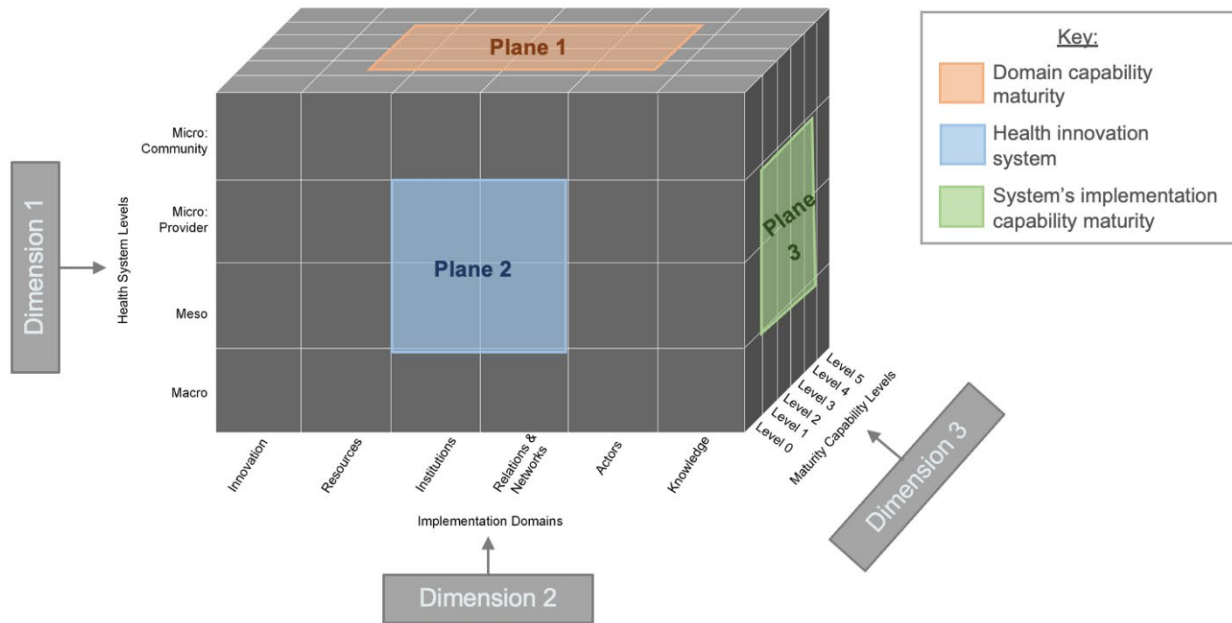 Plane 1
Key:
Domain capability
maturity
Health innovation
system
System's implementation
capability maturity
Dimension 1
Health System Levels
Micro:
Community
Micro:
Provider
Meso
Macro
Plane 2
Plane
3
Innovation
Resources
Institutions
Relations &
Networks
Actors
Knowledge
Implementation Domains
Dimension 2
Level 5
Level 4
Level 3
Level 2
Level 1
Level 0
Maturity Capability Levels
Dimension 3